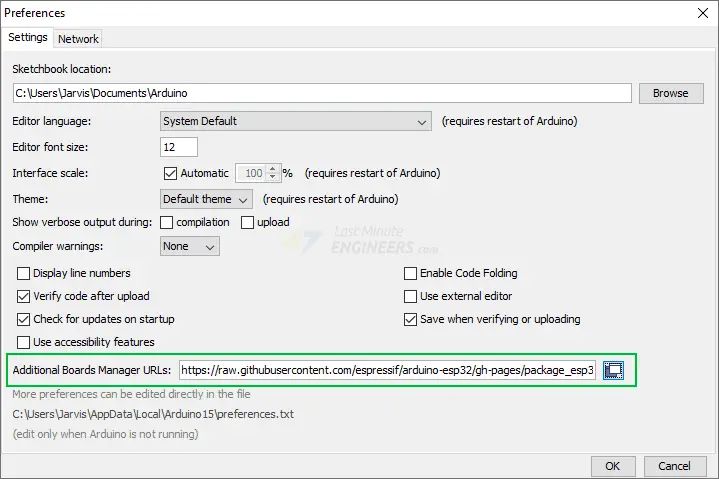 Preferences
Settings Network
Sketchbook location:
C:\Users\Jarvis\Documents\Arduino Browse
Editor language: System Default (requires restart of Arduino)
Editor font size: 12
Interface scale: Automatic 100 % (requires restart of Arduino)
Theme: Default theme (requires restart of Arduino)
Show verbose output during: compilation upload
Last Minute
ENGINEERS.com
Compiler warnings: None
Display line numbers Enable Code Folding
Verify code after upload Use external editor
Check for updates on startup Save when verifying or uploading
Use accessibility features
Additional Boards Manager URLs: https://raw.githubusercontent.com/espressif/arduino-esp32/gh-pages/package_esp3
More preferences can be edited directly in the file
C:\Users\Jarvis\AppData\Local\Arduino15\preferences.txt
(edit only when Arduino is not running)
OK Cancel